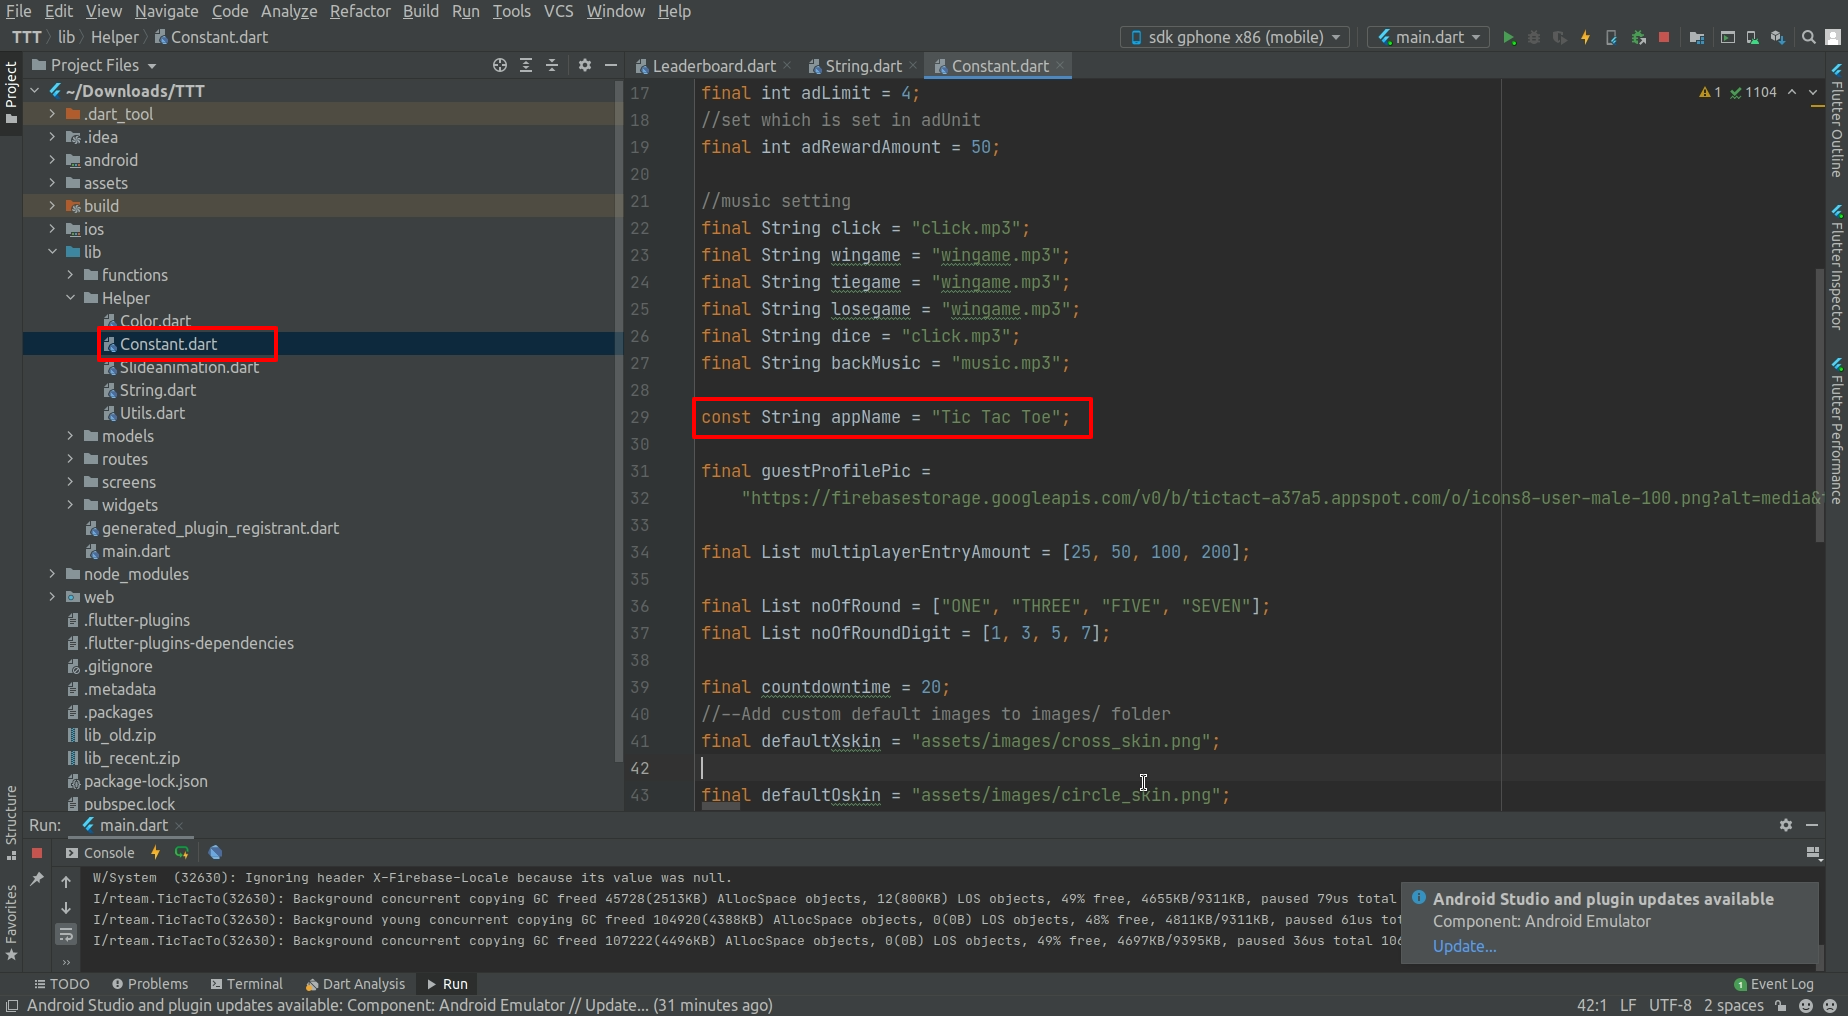 File Edit View Navigate Code Analyze Refactor Build Run Tools VCS Window Help
TTT lib Helper Constant.dart
sdk gphone x86 (mobile) main.dart
Project Files
Leaderboard.dart String.dart Constant.dart
Project
Structure
Favorites
~/Downloads/TTT
.dart_tool
.idea
android
assets
build
ios
lib
functions
Helper
Color.dart
Constant.dart
Slideanimation.dart
String.dart
Utils.dart
models
routes
screens
widgets
generated_plugin_registrant.dart
main.dart
node_modules
web
.flutter-plugins
.flutter-plugins-dependencies
.gitignore
.metadata
.packages
lib_old.zip
lib_recent.zip
package-lock.json
pubspec.lock
1 1104
17 final int adLimit = 4;
18 //set which is set in adUnit
19 final int adRewardAmount = 50;
20
21 //music setting
22 final String click = "click.mp3";
23 final String wingame = "wingame.mp3";
24 final String tiegame = "wingame.mp3";
25 final String losegame = "wingame.mp3";
26 final String dice = "click.mp3";
27 final String backMusic = "music.mp3";
28
29 const String appName = "Tic Tac Toe";
30
31 final guestProfilePic =
32 "https://firebasestorage.googleapis.com/v0/b/tictact-a37a5.appspot.com/o/icons8-user-male-100.png?alt=media&
33
34 final List multiplayerEntryAmount = [25, 50, 100, 200];
35
36 final List noOfRound = ["ONE", "THREE", "FIVE", "SEVEN"];
37 final List noOfRoundDigit = [1, 3, 5, 7];
38
39 final countdowntime = 20;
40 //--Add custom default images to images/ folder
41 final defaultXskin = "assets/images/cross_skin.png";
42
43 final defaultOskin = "assets/images/circle_skin.png";
Flutter Outline
Flutter Inspector
Flutter Performance
Run: main.dart
Console
W/System (32630): Ignoring header X-Firebase-Locale because its value was null.
I/rteam.TicTacTo(32630): Background concurrent copying GC freed 45728(2513KB) AllocSpace objects, 12(800KB) LOS objects, 49% free, 4655KB/9311KB, paused 79us total
I/rteam.TicTacTo(32630): Background young concurrent copying GC freed 104920(4388KB) AllocSpace objects, 0(0B) LOS objects, 48% free, 4811KB/9311KB, paused 61us tot
I/rteam.TicTacTo(32630): Background concurrent copying GC freed 107222(4496KB) AllocSpace objects, 0(0B) LOS objects, 49% free, 4697KB/9395KB, paused 36us total 106
Android Studio and plugin updates available
Component: Android Emulator
Update...
TODO Problems Terminal Dart Analysis Run 1 Event Log
Android Studio and plugin updates available: Component: Android Emulator // Update... (31 minutes ago) 42:1 LF UTF-8 2 spaces